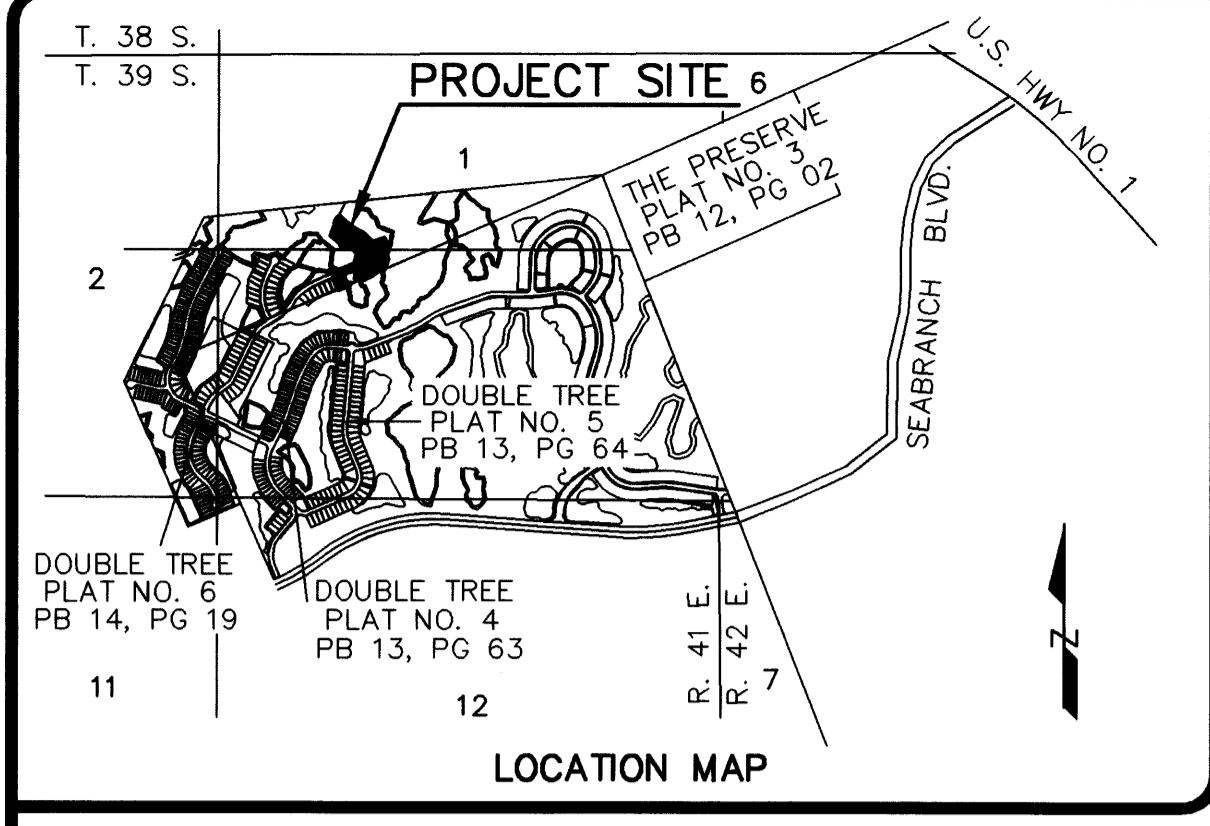 T. 38 S.
T. 39 S.
PROJECT SITE
6
U.S. HWY NO. 1
1
THE PRESERVE
PLAT NO. 3
PB 12, PG 02
SEABRANCH BLVD.
2
DOUBLE TREE
PLAT NO. 5
PB 13, PG 64
DOUBLE TREE
PLAT NO. 6
PB 14, PG 19
DOUBLE TREE
PLAT NO. 4
PB 13, PG 63
R. 41 E.
R. 42 E.
7
11
12
N
LOCATION MAP